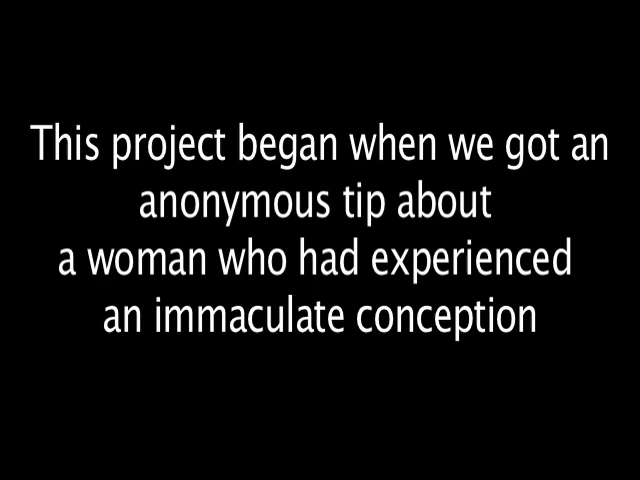 This project began when we got an
anonymous tip about
a woman who had experienced
an immaculate conception